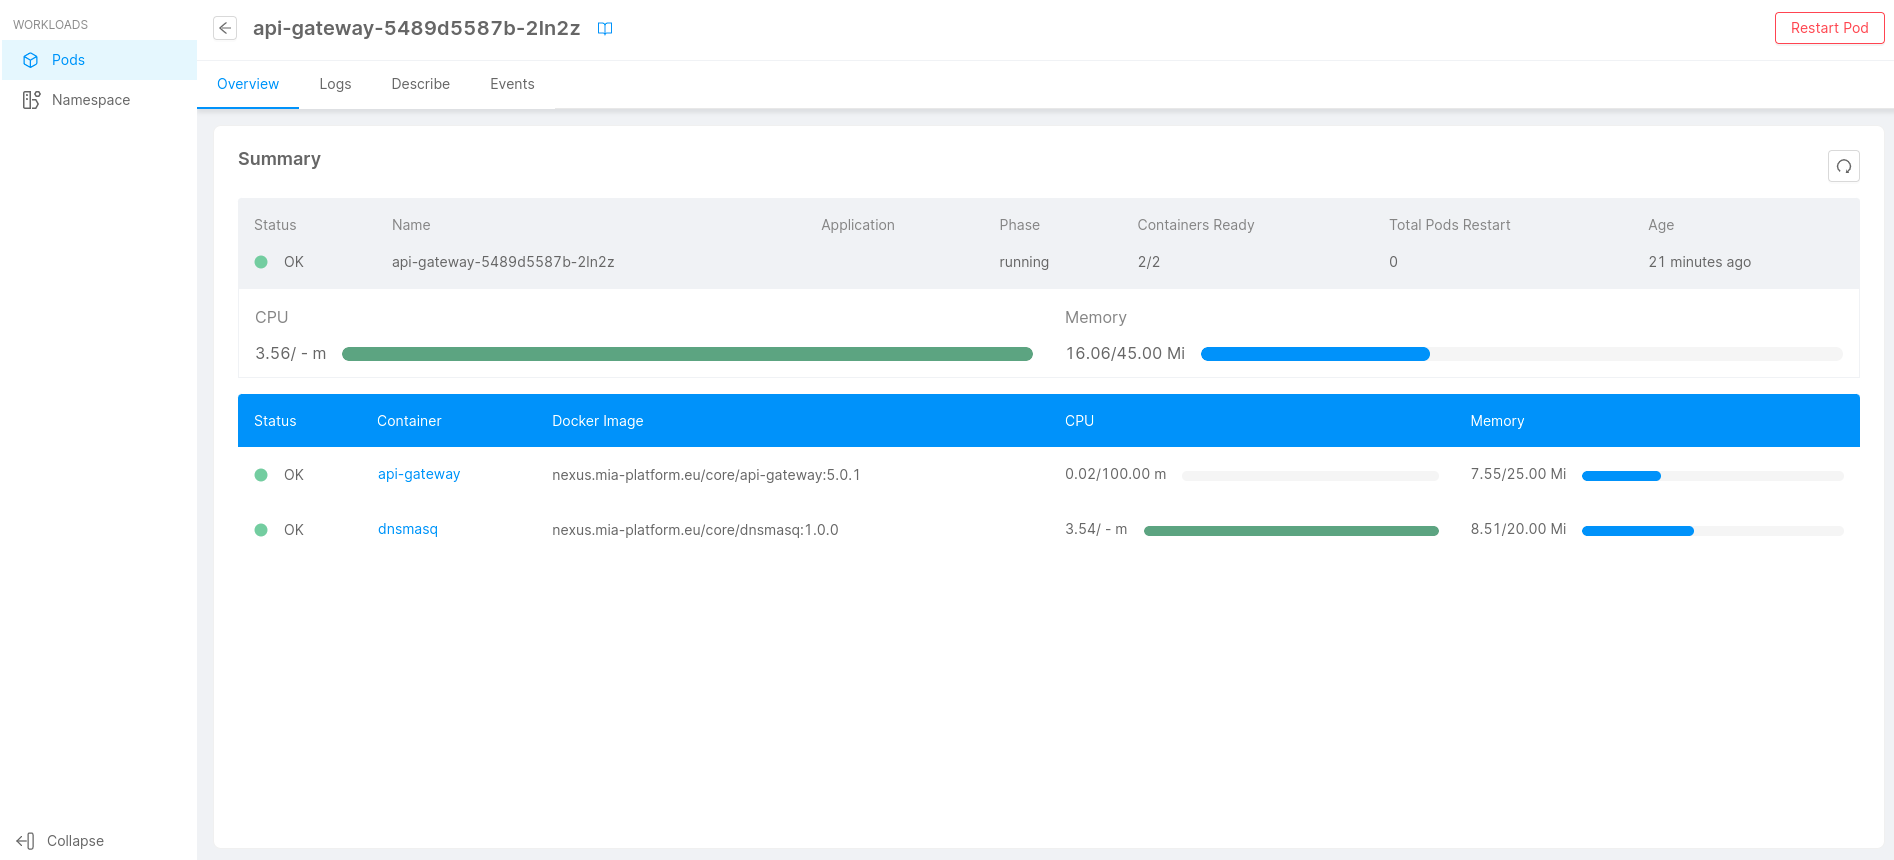 WORKLOADS
Pods
Namespace
Collapse
api-gateway-5489d5587b-2ln2z
Restart Pod
Overview Logs Describe Events
Summary
Status Name Application Phase Containers Ready Total Pods Restart Age
OK api-gateway-5489d5587b-2ln2z running 2/2 0 21 minutes ago
CPU Memory
3.56/ - m 16.06/45.00 Mi
Status Container Docker Image CPU Memory
OK api-gateway nexus.mia-platform.eu/core/api-gateway:5.0.1 0.02/100.00 m 7.55/25.00 Mi
OK dnsmasq nexus.mia-platform.eu/core/dnsmasq:1.0.0 3.54/ - m 8.51/20.00 Mi